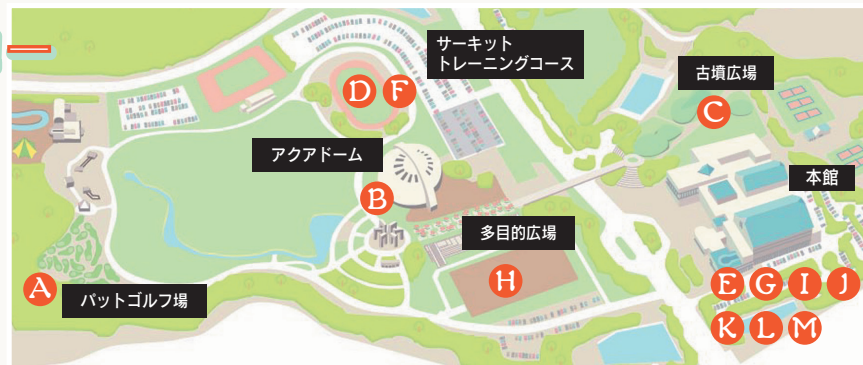 サーキット
トレーニングコース
古墳広場
D F
C
アクアドーム
本館
B
多目的広場
H
A
パットゴルフ場
E G I J
K L M